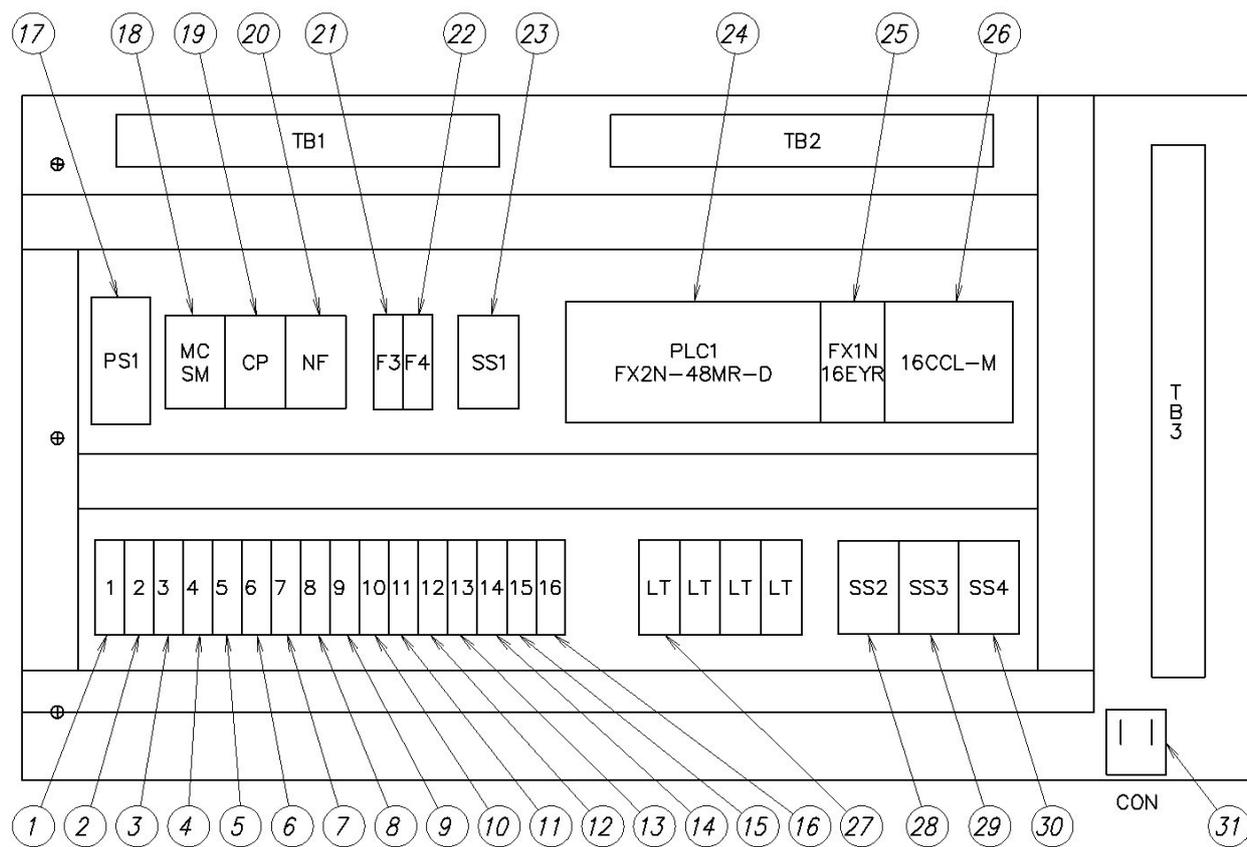 17 18 19 20 21 22 23 24 25 26
TB1 TB2
PS1
MC
SM
CP
NF
F3 F4
SS1
PLC1
FX2N-48MR-D
FX1N
16EYR
16CCL-M
T
B
3
1 2 3 4 5 6 7 8 9 10 11 12 13 14 15 16
LT LT LT LT
SS2 SS3 SS4
CON
1 2 3 4 5 6 7 8 9 10 11 12 13 14 15 16 27 28 29 30 31